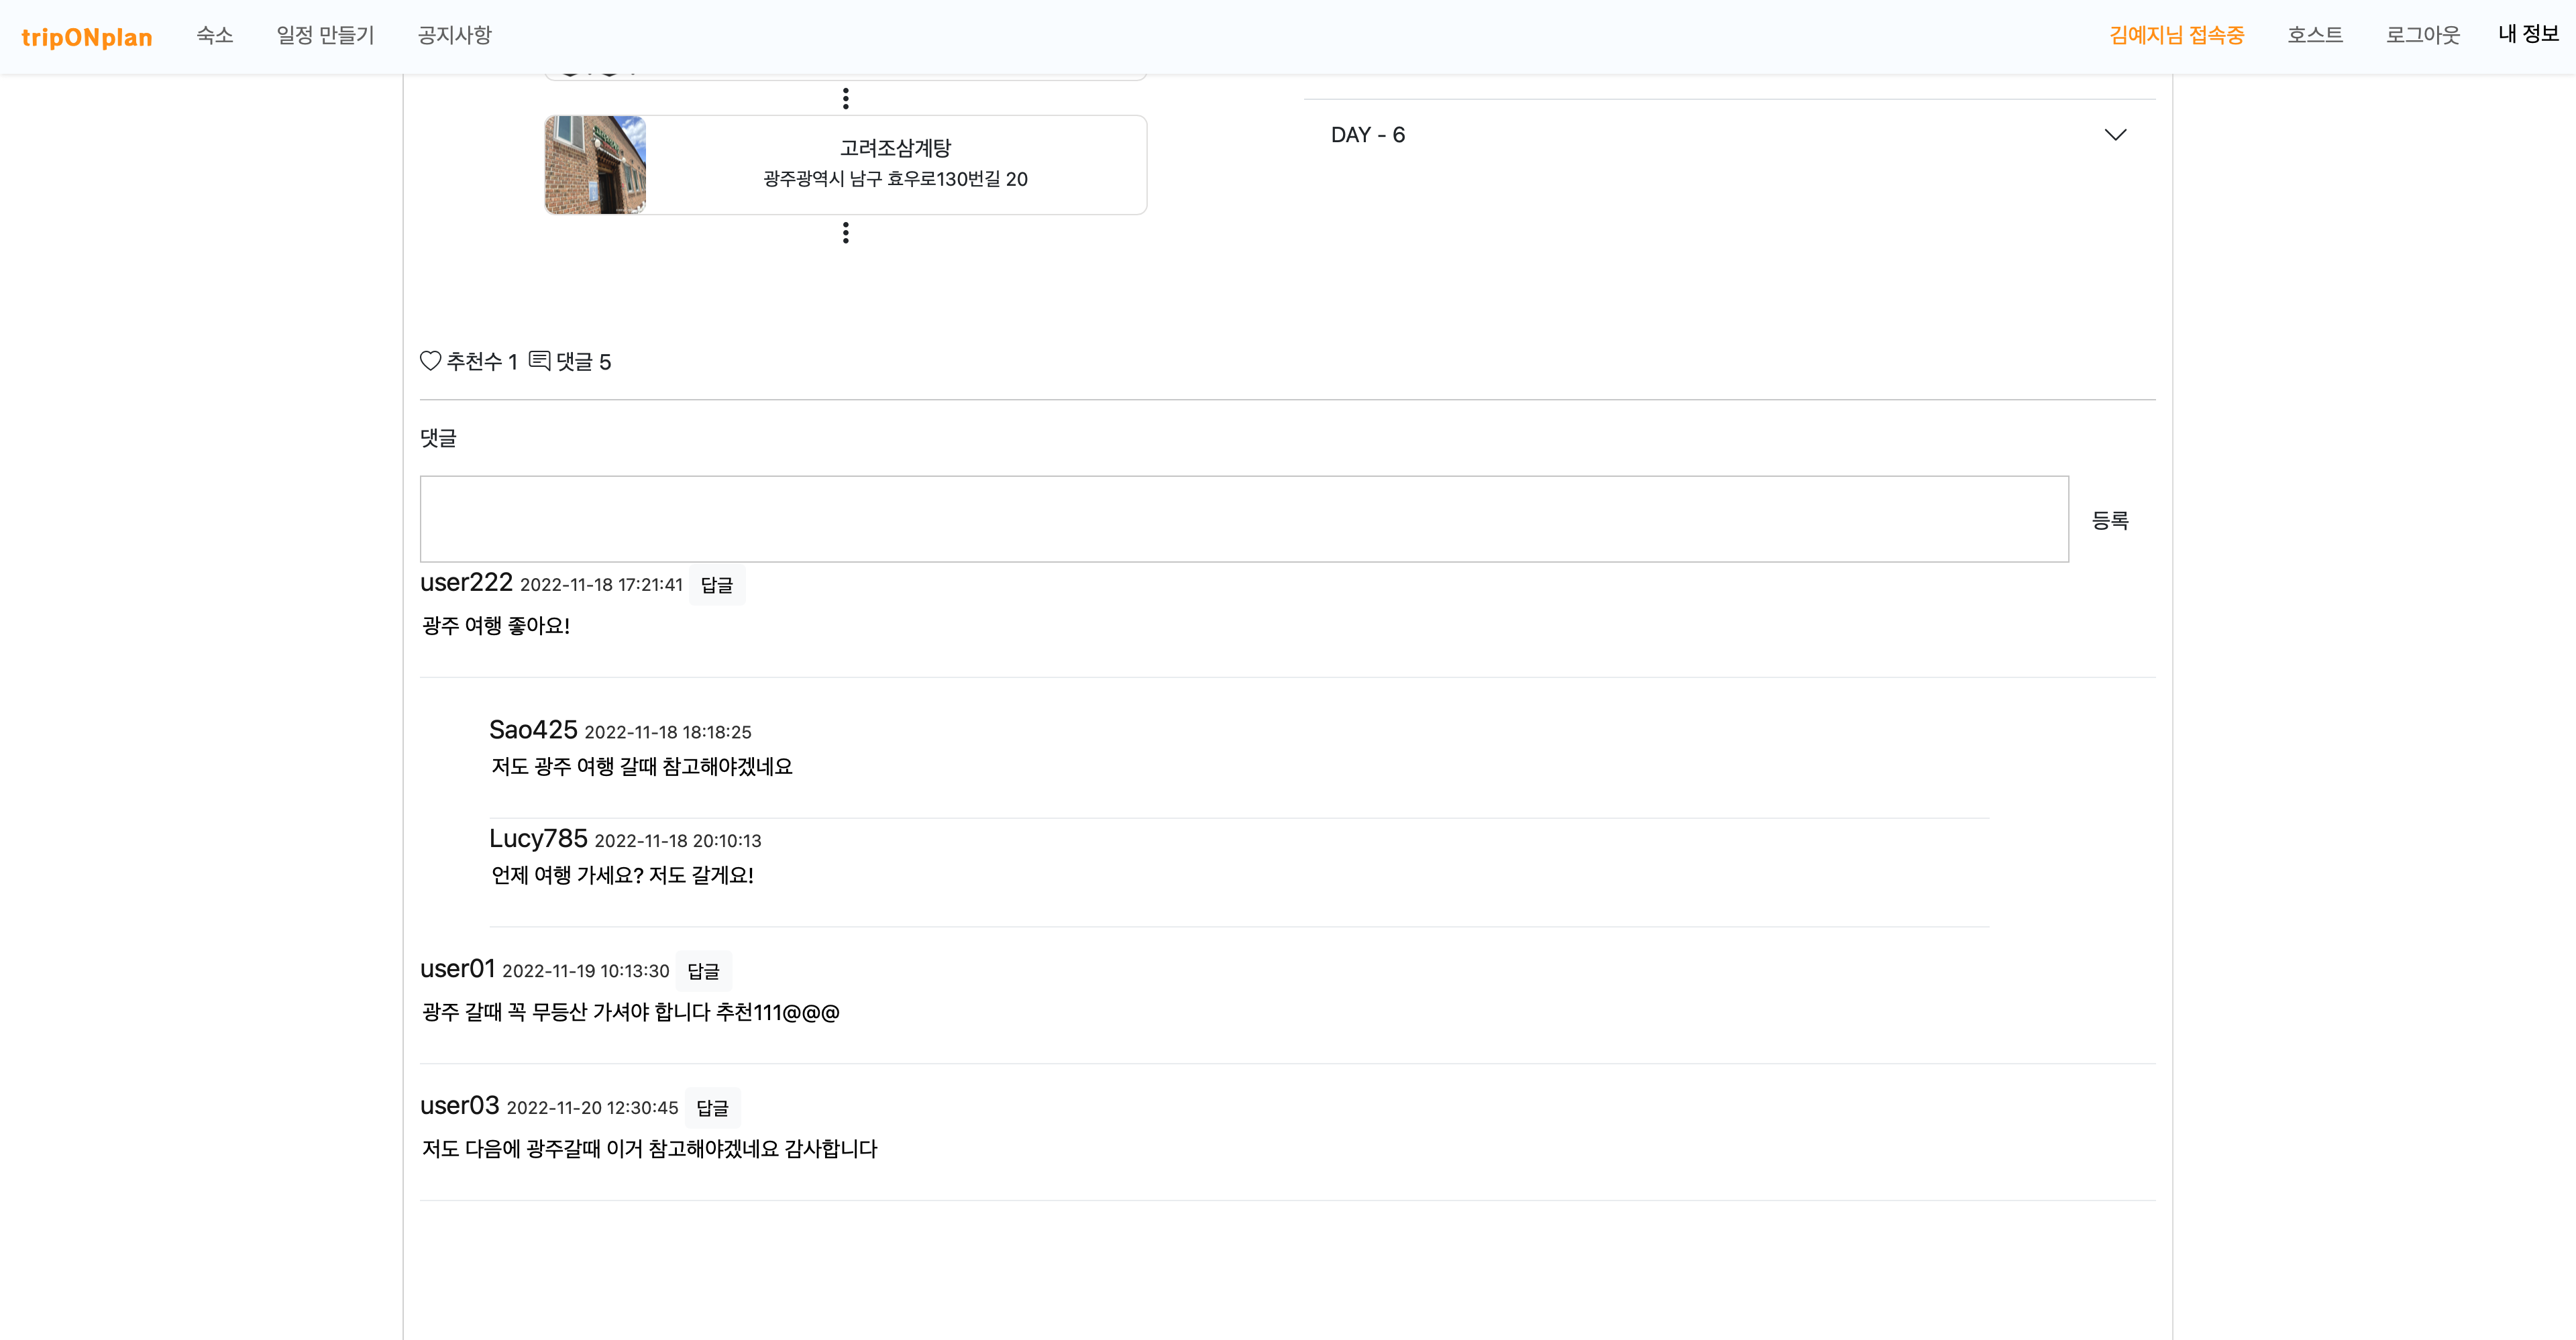 tripONplan 숙소 일정 만들기 공지사항 김예지님 접속중 호스트 로그아웃 내 정보
고려조삼계탕
광주광역시 남구 효우로130번길 20
DAY - 6
추천수 1 댓글 5
댓글
등록
user222 2022-11-18 17:21:41 답글
광주 여행 좋아요!
Sao425 2022-11-18 18:18:25
저도 광주 여행 갈때 참고해야겠네요
Lucy785 2022-11-18 20:10:13
언제 여행 가세요? 저도 갈게요!
user01 2022-11-19 10:13:30 답글
광주 갈때 꼭 무등산 가셔야 합니다 추천111@@@
user03 2022-11-20 12:30:45 답글
저도 다음에 광주갈때 이거 참고해야겠네요 감사합니다